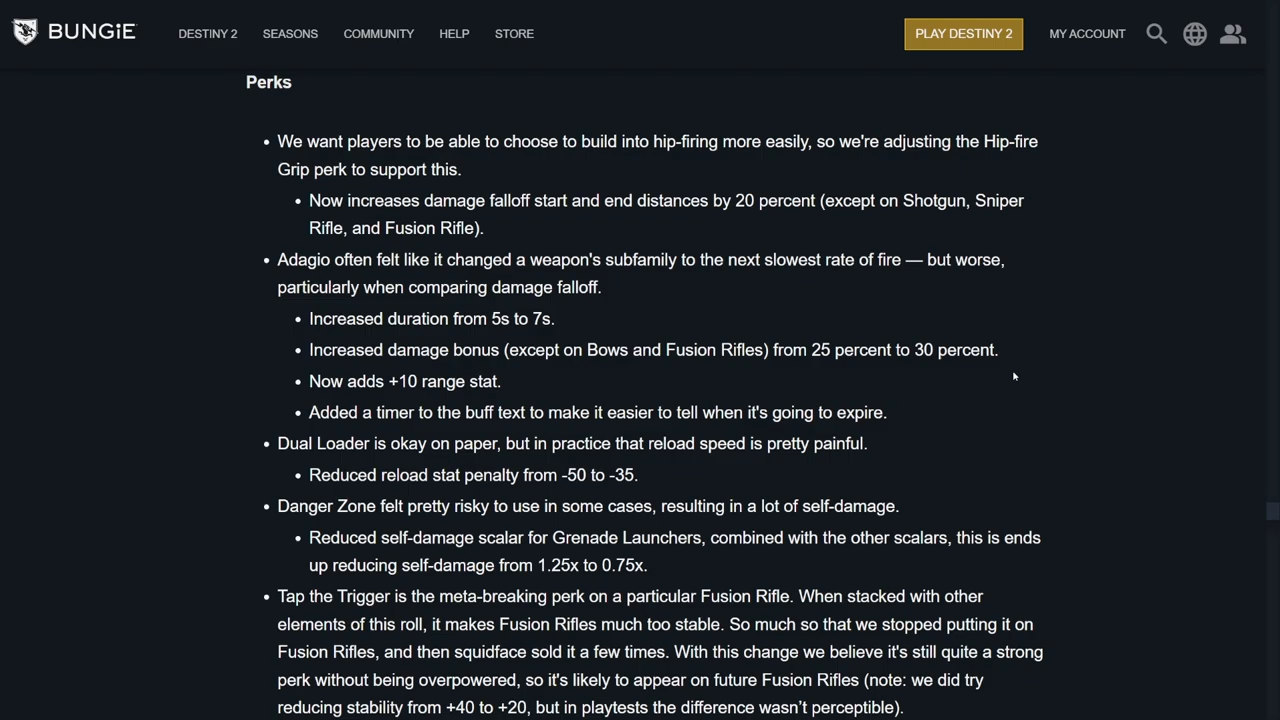 BUNGiE DESTINY 2 SEASONS COMMUNITY HELP STORE PLAY DESTINY 2 MY ACCOUNT
Perks
• We want players to be able to choose to build into hip-firing more easily, so we're adjusting the Hip-fire
Grip perk to support this.
• Now increases damage falloff start and end distances by 20 percent (except on Shotgun, Sniper
Rifle, and Fusion Rifle).
• Adagio often felt like it changed a weapon's subfamily to the next slowest rate of fire — but worse,
particularly when comparing damage falloff.
• Increased duration from 5s to 7s.
• Increased damage bonus (except on Bows and Fusion Rifles) from 25 percent to 30 percent.
• Now adds +10 range stat.
• Added a timer to the buff text to make it easier to tell when it's going to expire.
• Dual Loader is okay on paper, but in practice that reload speed is pretty painful.
• Reduced reload stat penalty from -50 to -35.
• Danger Zone felt pretty risky to use in some cases, resulting in a lot of self-damage.
• Reduced self-damage scalar for Grenade Launchers, combined with the other scalars, this is ends
up reducing self-damage from 1.25x to 0.75x.
• Tap the Trigger is the meta-breaking perk on a particular Fusion Rifle. When stacked with other
elements of this roll, it makes Fusion Rifles much too stable. So much so that we stopped putting it on
Fusion Rifles, and then squidface sold it a few times. With this change we believe it's still quite a strong
perk without being overpowered, so it's likely to appear on future Fusion Rifles (note: we did try
reducing stability from +40 to +20, but in playtests the difference wasn't perceptible).